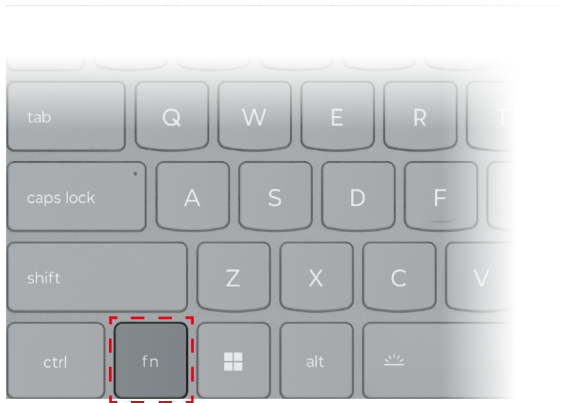 tab Q W E R T
caps lock A S D F
shift Z X C V
ctrl fn alt